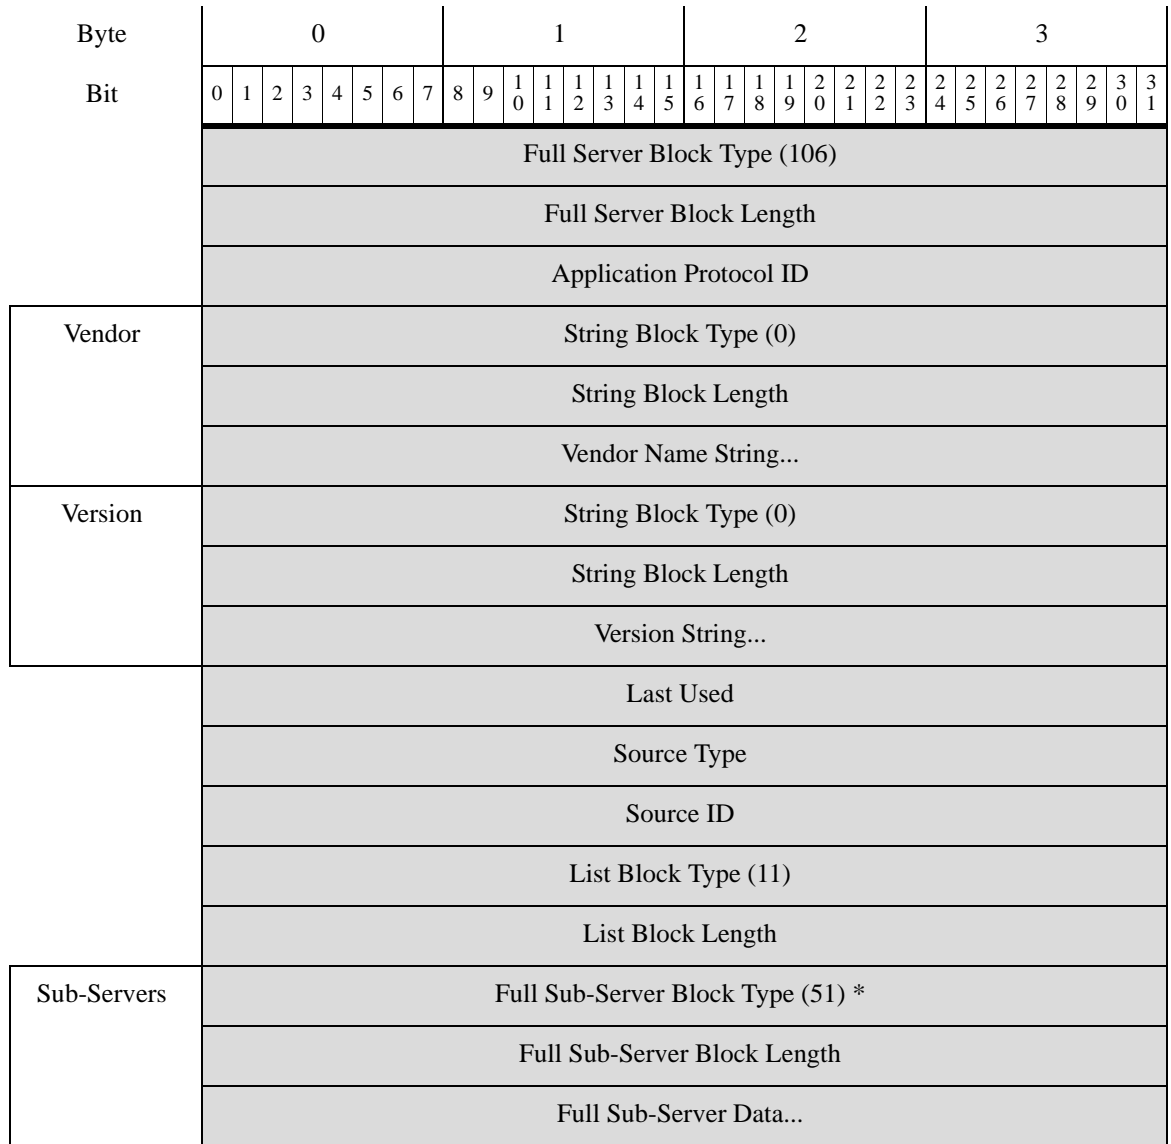 Byte 0 1 2 3
Bit 0 1 2 3 4 5 6 7 8 9 10 11 12 13 14 15 16 17 18 19 20 21 22 23 24 25 26 27 28 29 30 31
Full Server Block Type (106)
Full Server Block Length
Application Protocol ID
Vendor String Block Type (0)
String Block Length
Vendor Name String...
Version String Block Type (0)
String Block Length
Version String...
Last Used
Source Type
Source ID
List Block Type (11)
List Block Length
Sub-Servers Full Sub-Server Block Type (51) *
Full Sub-Server Block Length
Full Sub-Server Data...